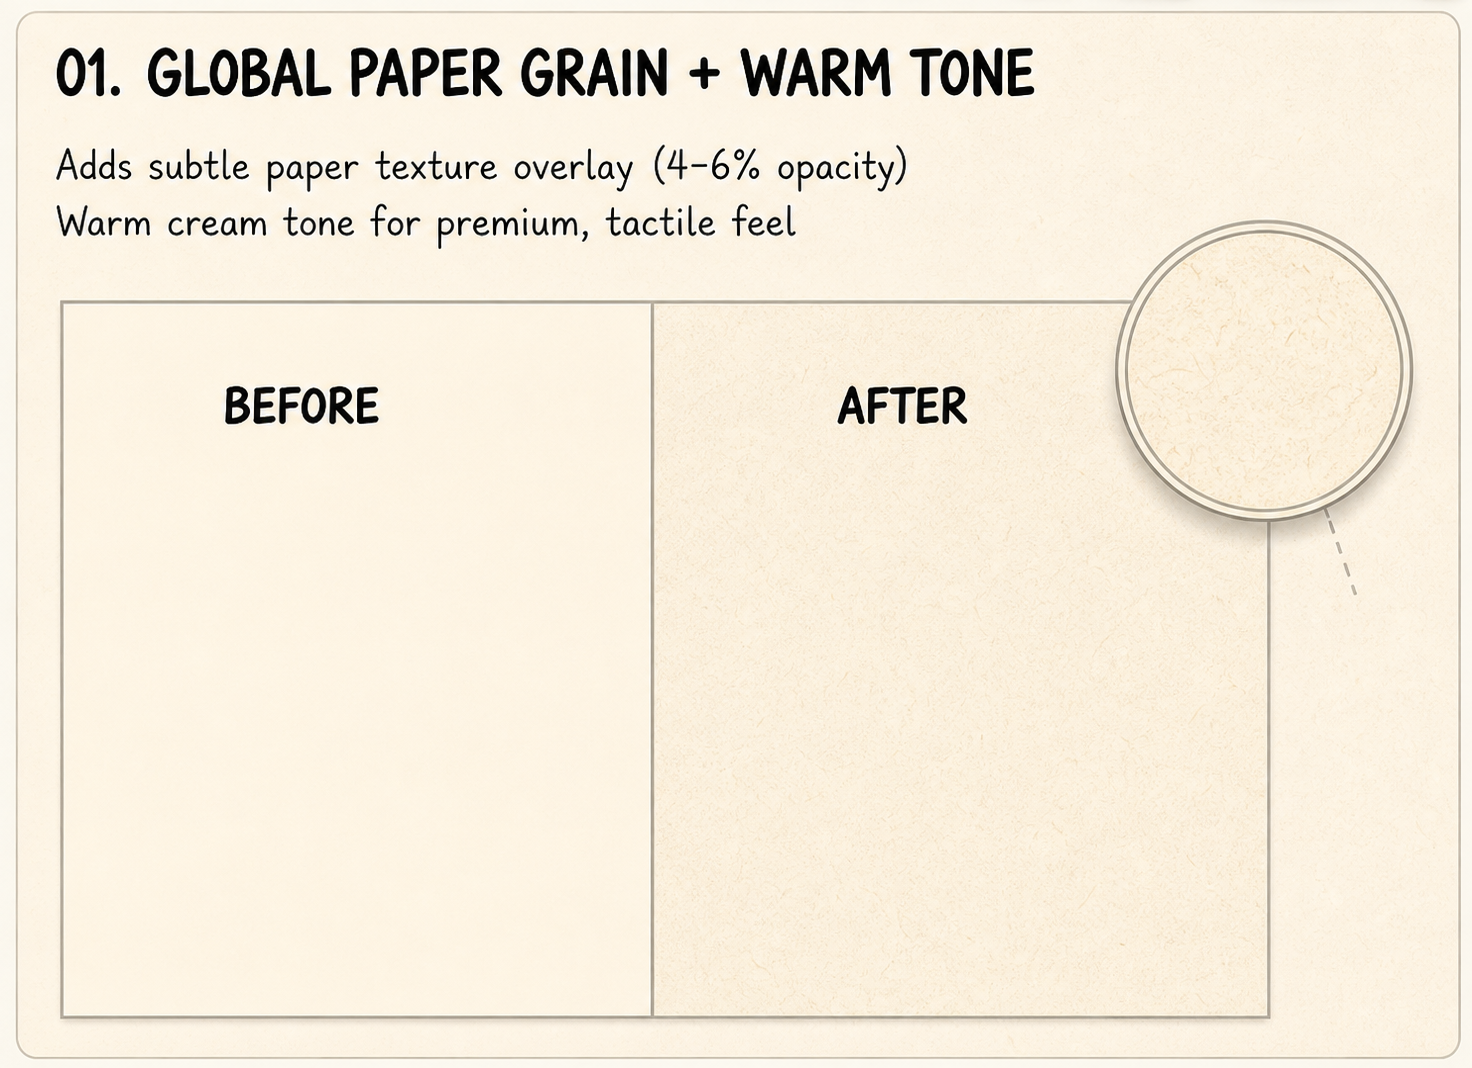 01. GLOBAL PAPER GRAIN + WARM TONE
Adds subtle paper texture overlay (4–6% opacity)
Warm cream tone for premium, tactile feel
BEFORE
AFTER